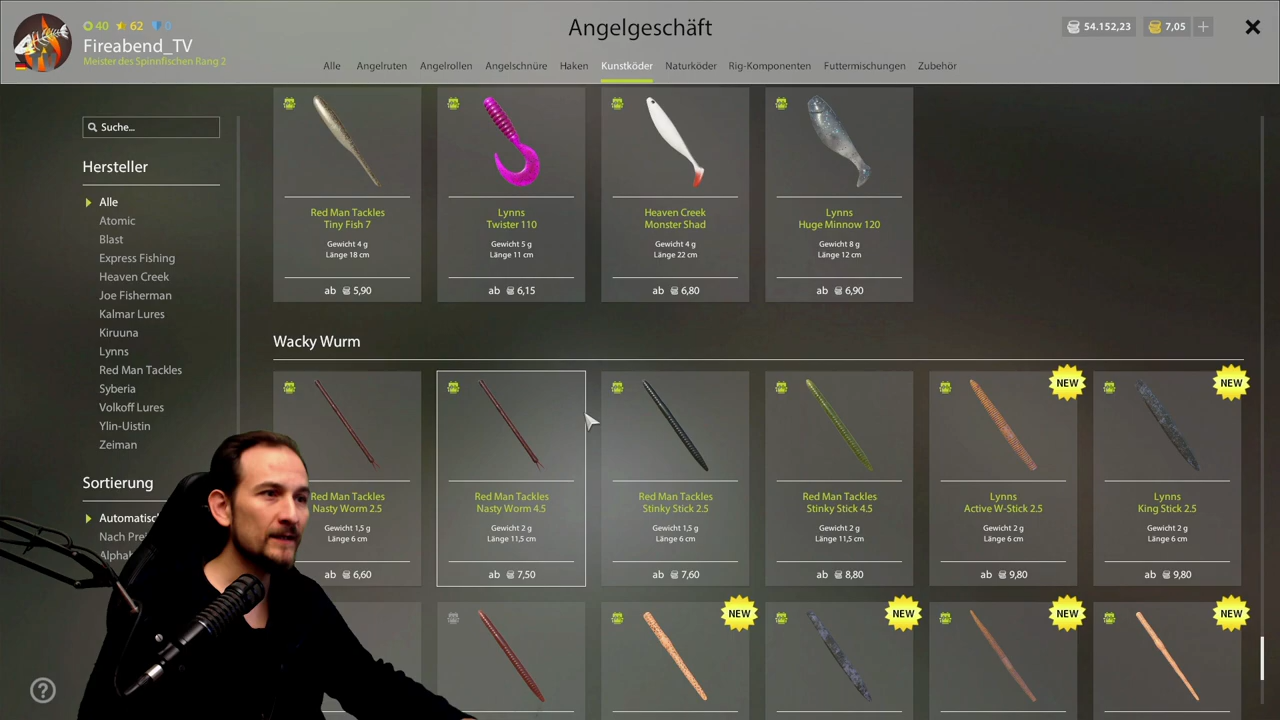 40 62 0
Fireabend_TV
Meister des Spinnfischen Rang 2
Angelgeschäft
54.152,23
7,05
Alle Angelruten Angelrollen Angelschnüre Haken Kunstköder Naturköder Rig-Komponenten Futtermischungen Zubehör
Suche...
Hersteller
Alle
Atomic
Blast
Express Fishing
Heaven Creek
Joe Fisherman
Kalmar Lures
Kiruuna
Lynns
Red Man Tackles
Syberia
Volkoff Lures
Ylin-Uistin
Zeiman
Sortierung
Automatisc
Nach Pre
Alphab
Red Man Tackles
Tiny Fish 7
Gewicht 4 g
Länge 18 cm
ab 5,90
Lynns
Twister 110
Gewicht 5 g
Länge 11 cm
ab 6,15
Heaven Creek
Monster Shad
Gewicht 4 g
Länge 22 cm
ab 6,80
Lynns
Huge Minnow 120
Gewicht 8 g
Länge 12 cm
ab 6,90
Wacky Wurm
Red Man Tackles
Nasty Worm 2.5
Gewicht 1,5 g
Länge 6 cm
ab 6,60
Red Man Tackles
Nasty Worm 4.5
Gewicht 2 g
Länge 11,5 cm
ab 7,50
Red Man Tackles
Stinky Stick 2.5
Gewicht 1,5 g
Länge 6 cm
ab 7,60
Red Man Tackles
Stinky Stick 4.5
Gewicht 2 g
Länge 11,5 cm
ab 8,80
NEW
Lynns
Active W-Stick 2.5
Gewicht 2 g
Länge 6 cm
ab 9,80
NEW
Lynns
King Stick 2.5
Gewicht 2 g
Länge 6 cm
ab 9,80
NEW
NEW
NEW
NEW
?